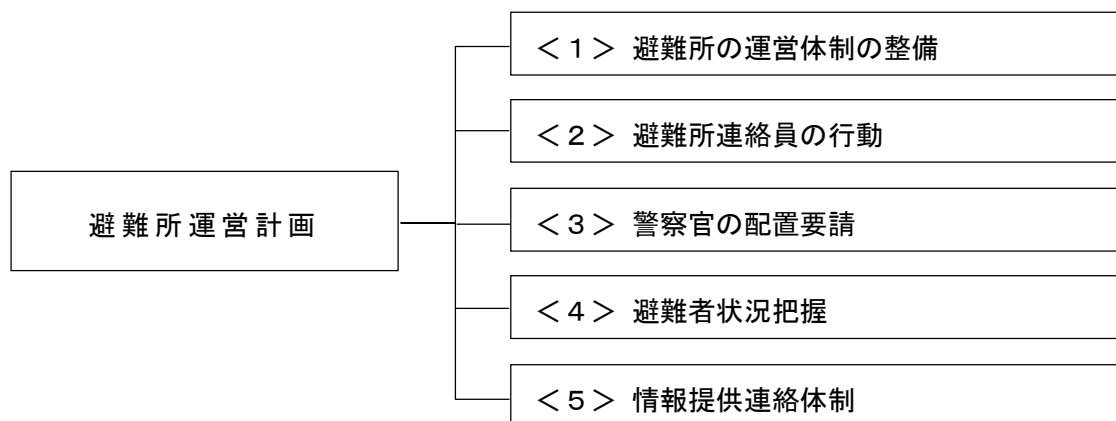 避難所運営計画
<1> 避難所の運営体制の整備
<2> 避難所連絡員の行動
<3> 警察官の配置要請
<4> 避難者状況把握
<5> 情報提供連絡体制